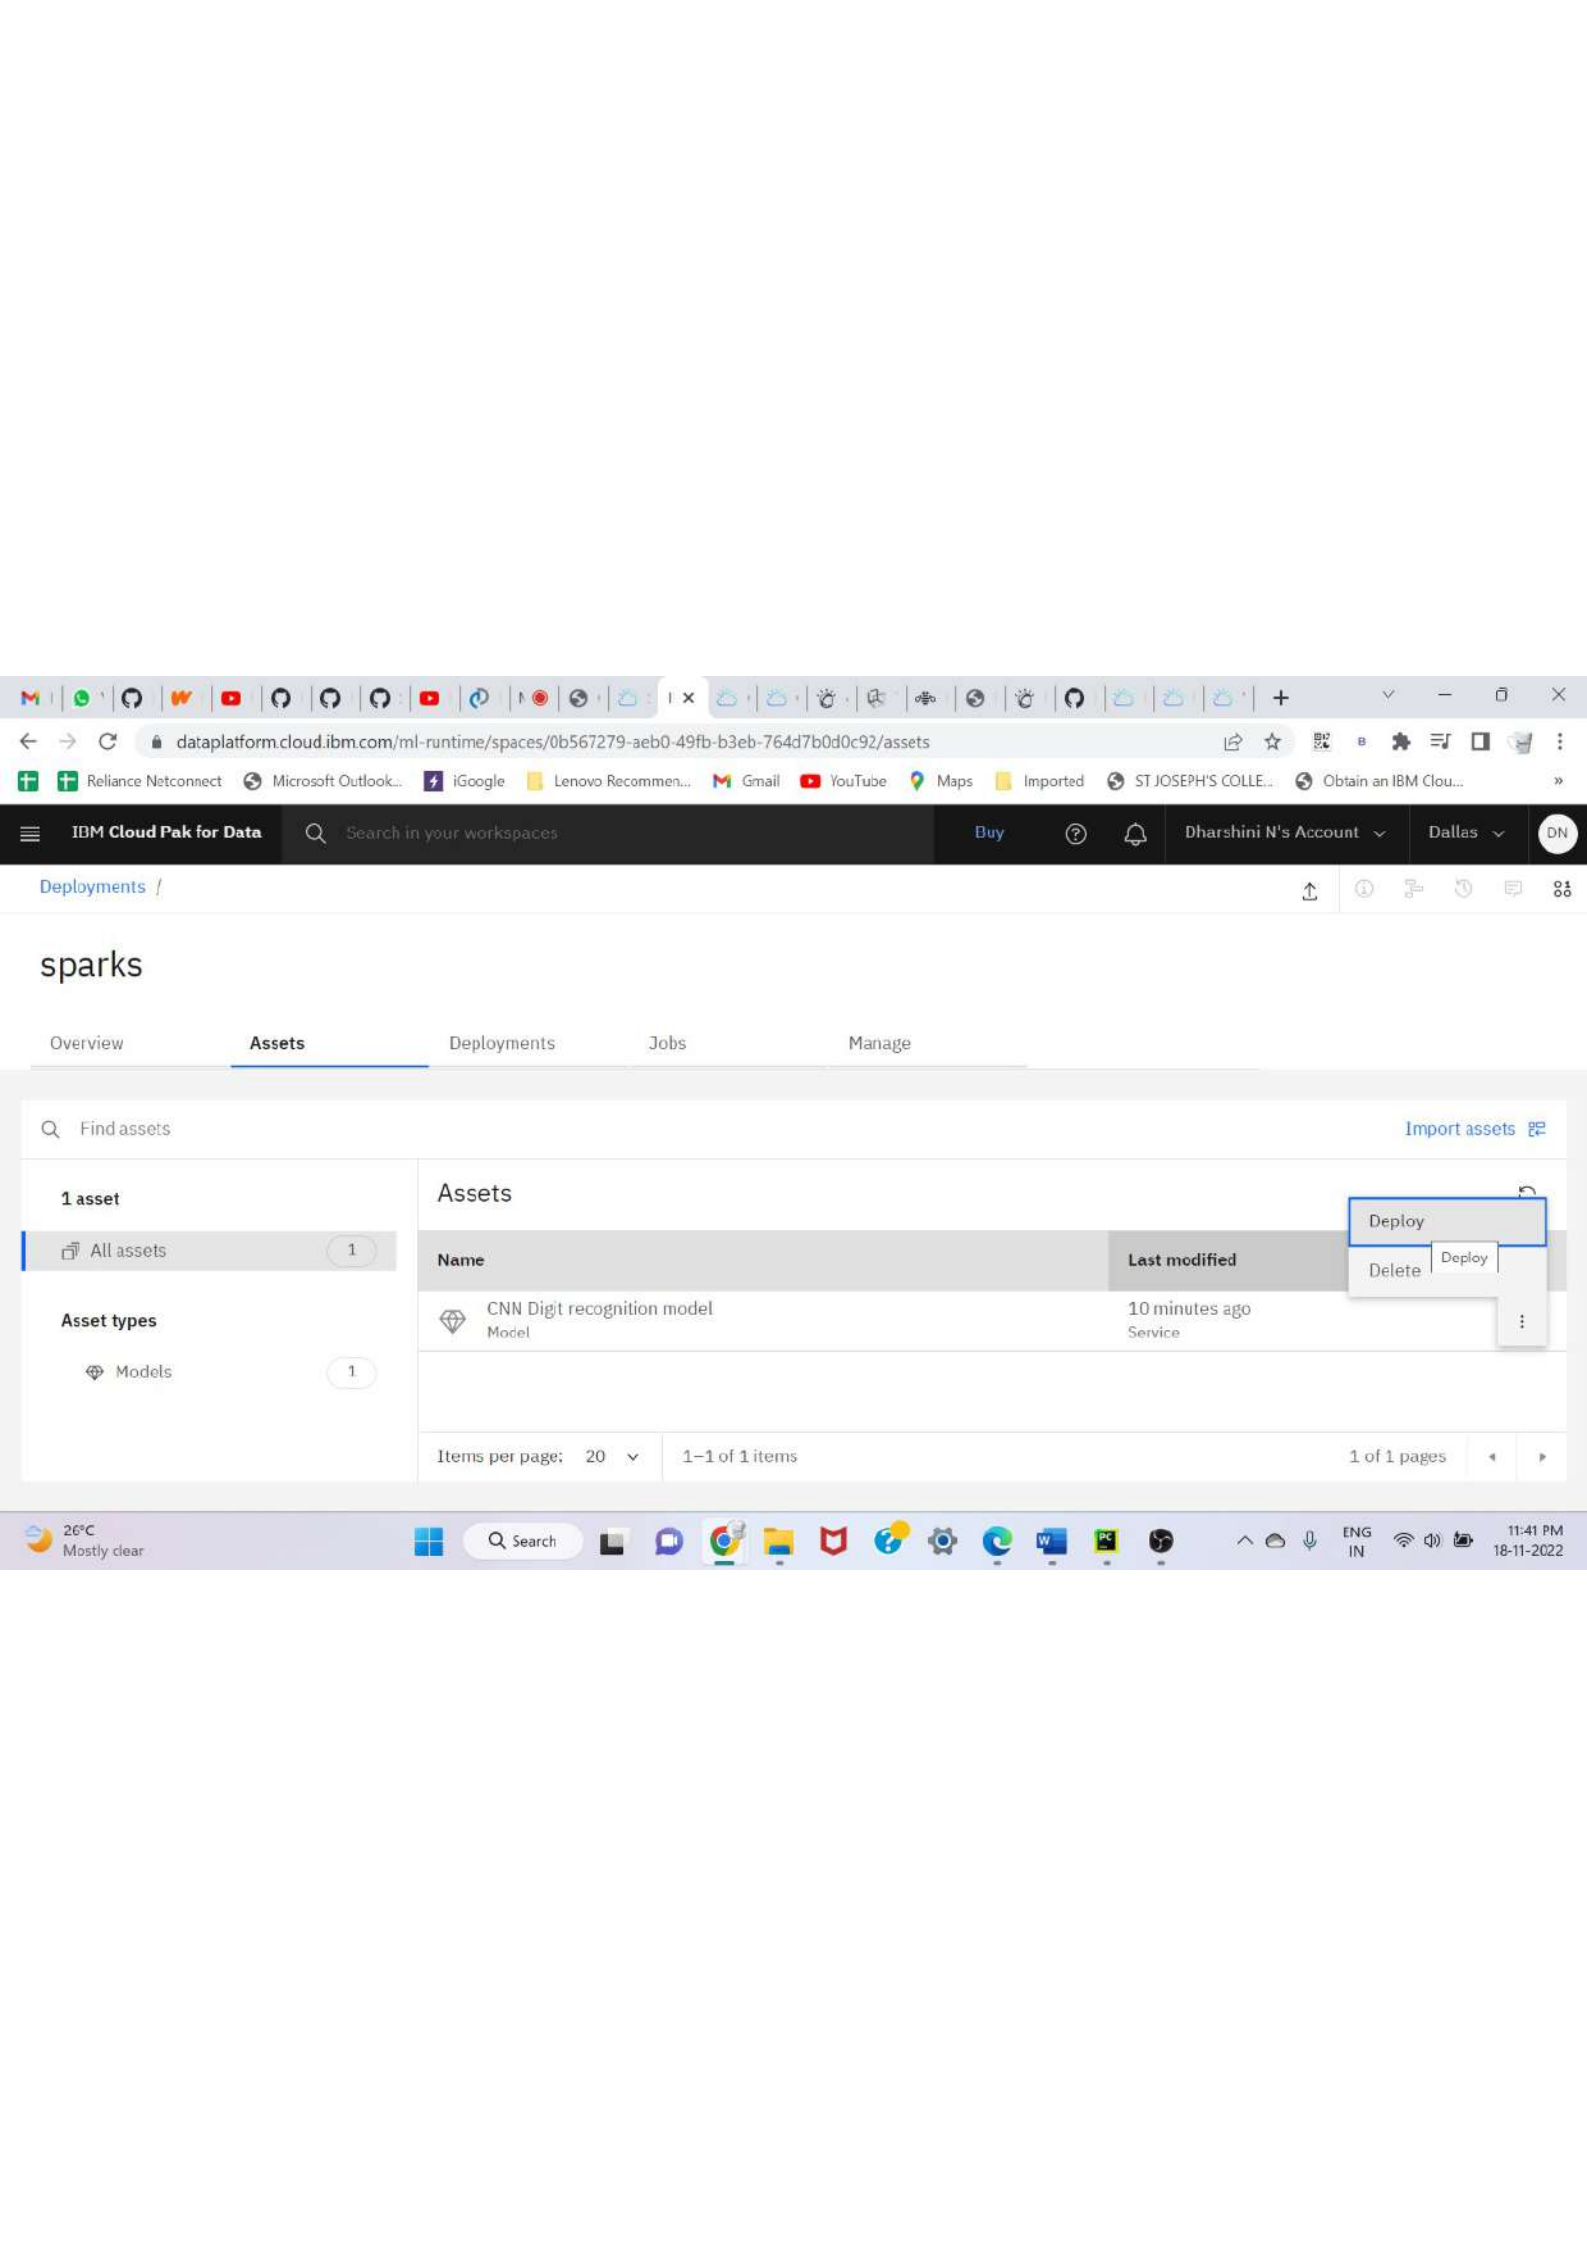 dataplatform.cloud.ibm.com/ml-runtime/spaces/0b567279-aeb0-49fb-b3eb-764d7b0d0c92/assets
Reliance Netconnect Microsoft Outlook... iGoogle Lenovo Recommen... Gmail YouTube Maps Imported ST JOSEPH'S COLLE... Obtain an IBM Clou... »
IBM Cloud Pak for Data Search in your workspaces Buy Dharshini N's Account Dallas DN
Deployments /
sparks
Overview Assets Deployments Jobs Manage
Find assets Import assets
1 asset
Assets
Deploy
All assets 1
Name Last modified
Deploy
Delete
CNN Digit recognition model 10 minutes ago
Model Service
Asset types
Models 1
Items per page: 20 1–1 of 1 items 1 of 1 pages
26°C
Mostly clear
Search
ENG
IN
11:41 PM
18-11-2022